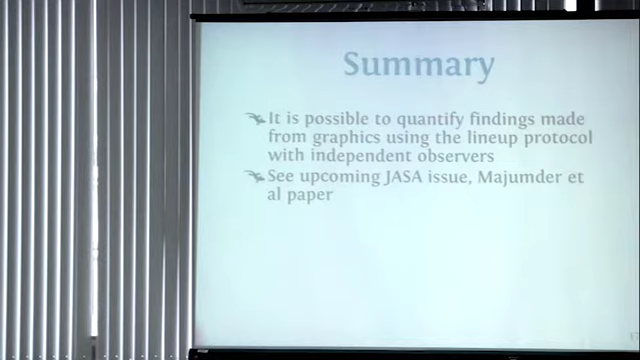 Summary
It is possible to quantify findings made
from graphics using the lineup protocol
with independent observers
See upcoming JASA issue, Majumder et
al paper